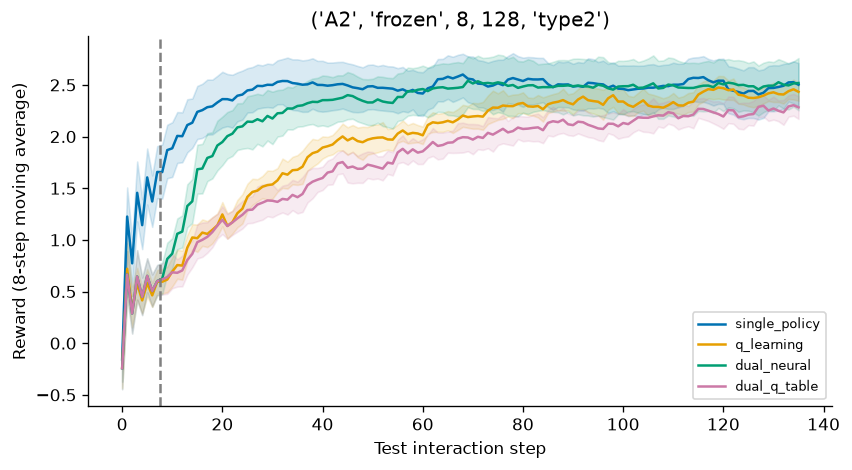 ('A2', 'frozen', 8, 128, 'type2')
Reward (8-step moving average)
2.5
2.0
1.5
1.0
0.5
0.0
−0.5
0 20 40 60 80 100 120 140
Test interaction step
single_policy
q_learning
dual_neural
dual_q_table